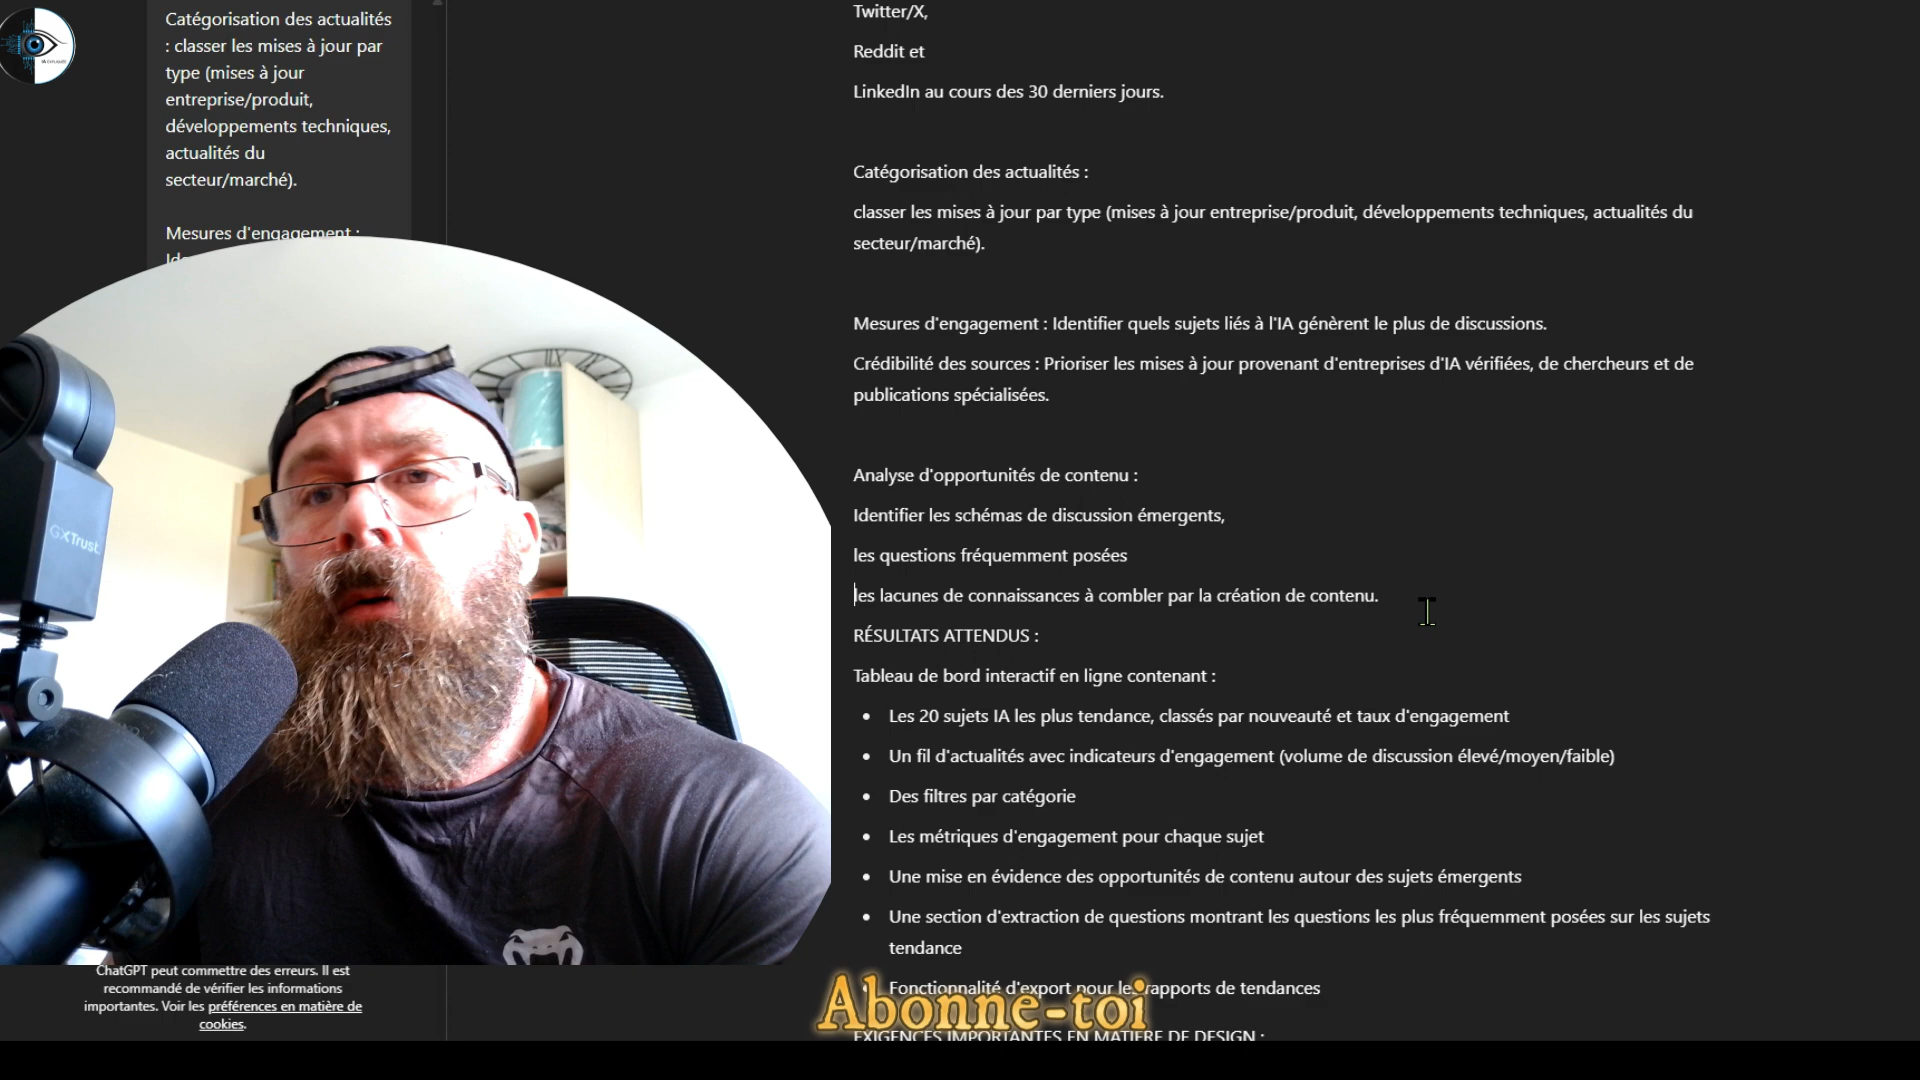 Catégorisation des actualités
: classer les mises à jour par
type (mises à jour
entreprise/produit,
développements techniques,
actualités du
secteur/marché).
Mesures d'engagement :
GXTrust
ChatGPT peut commettre des erreurs. Il est
recommandé de vérifier les informations
importantes. Voir les préférences en matière de
cookies.
Twitter/X,
Reddit et
LinkedIn au cours des 30 derniers jours.
Catégorisation des actualités :
classer les mises à jour par type (mises à jour entreprise/produit, développements techniques, actualités du
secteur/marché).
Mesures d'engagement : Identifier quels sujets liés à l'IA génèrent le plus de discussions.
Crédibilité des sources : Prioriser les mises à jour provenant d'entreprises d'IA vérifiées, de chercheurs et de
publications spécialisées.
Analyse d'opportunités de contenu :
Identifier les schémas de discussion émergents,
les questions fréquemment posées
les lacunes de connaissances à combler par la création de contenu.
RÉSULTATS ATTENDUS :
Tableau de bord interactif en ligne contenant :
• Les 20 sujets IA les plus tendance, classés par nouveauté et taux d'engagement
• Un fil d'actualités avec indicateurs d'engagement (volume de discussion élevé/moyen/faible)
• Des filtres par catégorie
• Les métriques d'engagement pour chaque sujet
• Une mise en évidence des opportunités de contenu autour des sujets émergents
• Une section d'extraction de questions montrant les questions les plus fréquemment posées sur les sujets
tendance
• Fonctionnalité d'export pour les rapports de tendances
Abonne-toi
EXIGENCES IMPORTANTES EN MATIÈRE DE DESIGN :